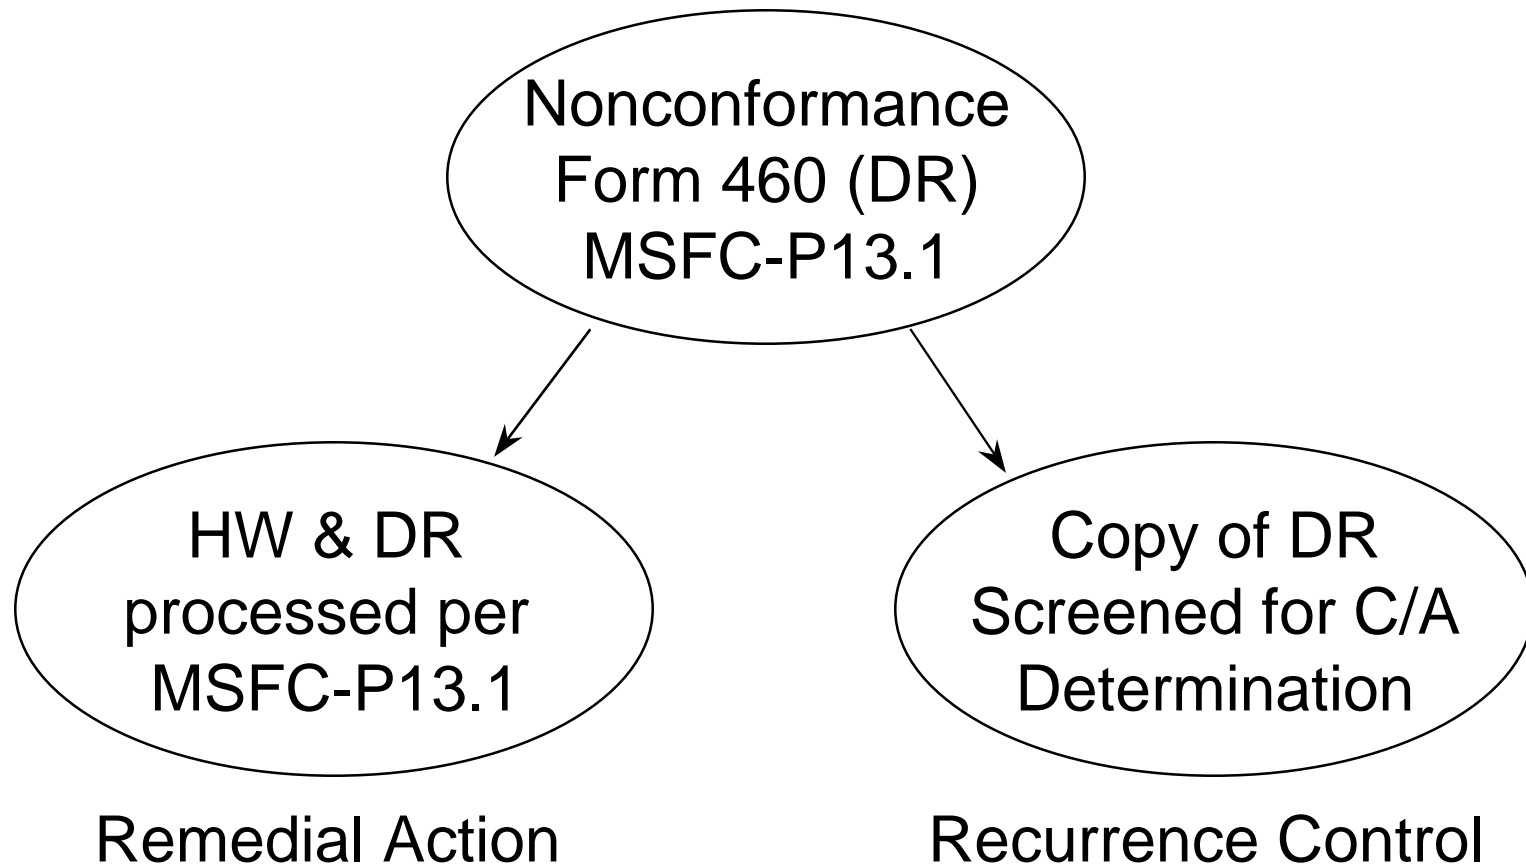 Nonconformance
Form 460 (DR)
MSFC-P13.1
HW & DR
processed per
MSFC-P13.1
Remedial Action
Copy of DR
Screened for C/A
Determination
Recurrence Control